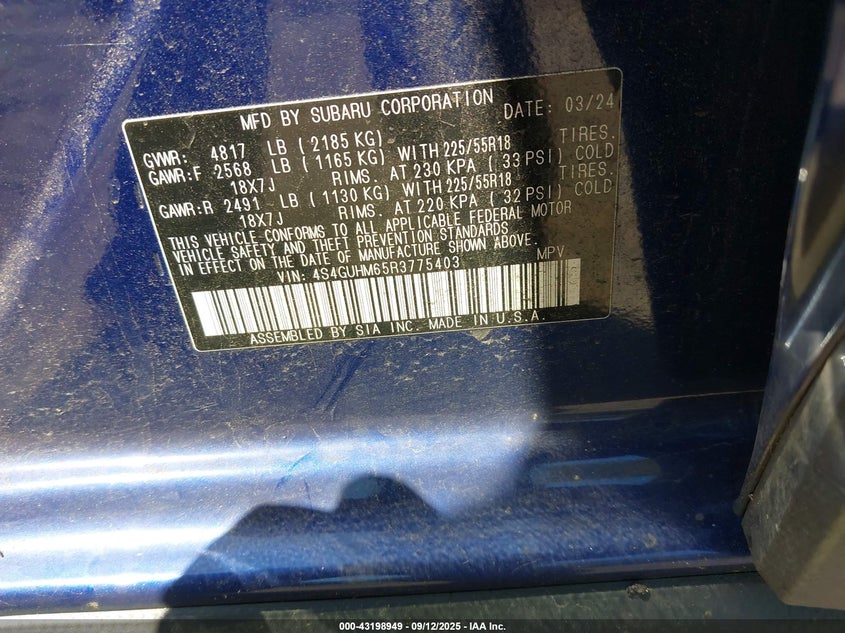 MFD BY SUBARU CORPORATION DATE: 03/24
GVWR: 4817 LB ( 2185 KG)
GAWR:F 2568 LB ( 1165 KG) WITH 225/55R18 TIRES.
18X7J RIMS. AT 230 KPA ( 33 PSI) COLD
GAWR:R 2491 LB ( 1130 KG) WITH 225/55R18 TIRES.
18X7J RIMS. AT 220 KPA ( 32 PSI) COLD
THIS VEHICLE CONFORMS TO ALL APPLICABLE FEDERAL MOTOR
VEHICLE SAFETY AND THEFT PREVENTION STANDARDS
IN EFFECT ON THE DATE OF MANUFACTURE SHOWN ABOVE.
VIN: 4S4GUHM65R3775403 MPV
ASSEMBLED BY SIA INC. MADE IN U.S.A.
000-43198949 - 09/12/2025 - IAA Inc.